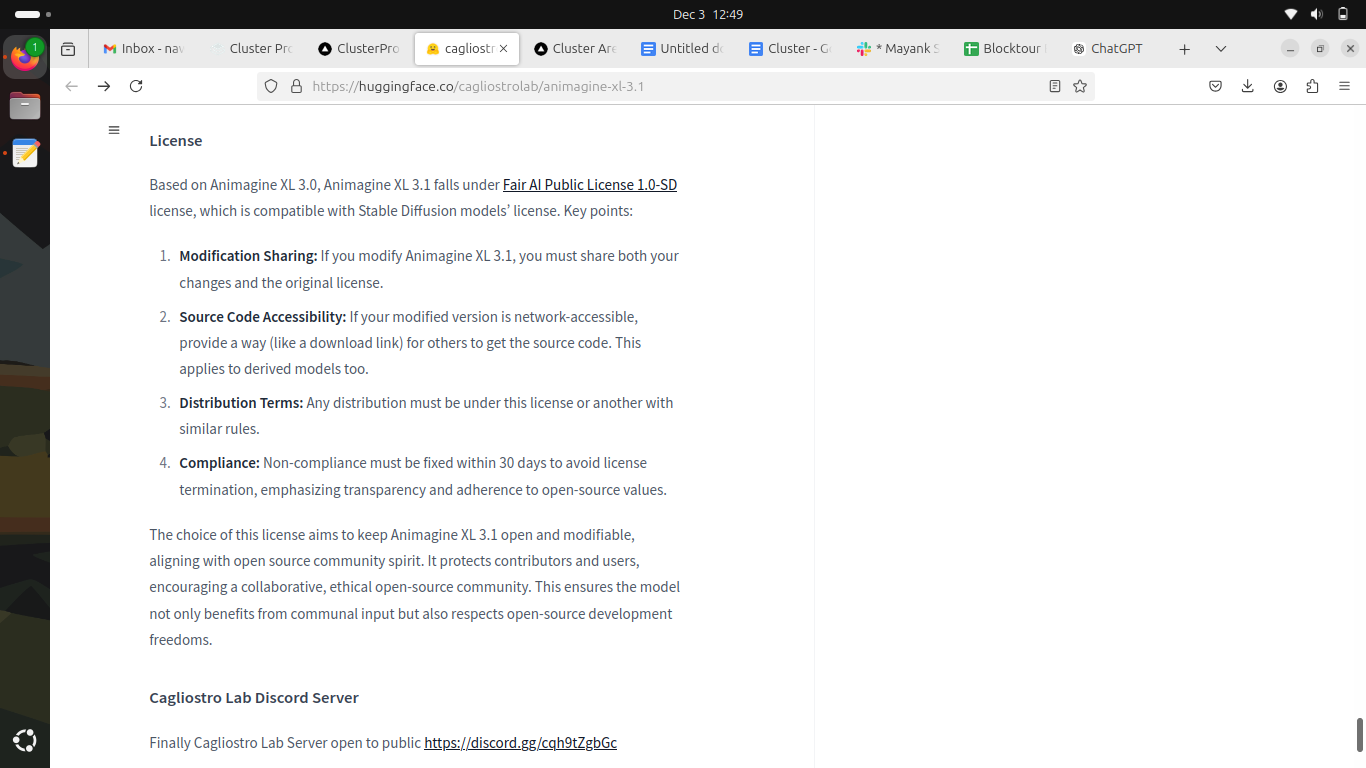 Dec 3 12:49
1
Inbox - nav
Cluster Pro
ClusterPro
cagliostr
Cluster Are
Untitled do
Cluster - Go
* Mayank S
Blocktour
ChatGPT
https://huggingface.co/cagliostrolab/animagine-xl-3.1
License
Based on Animagine XL 3.0, Animagine XL 3.1 falls under Fair AI Public License 1.0-SD
license, which is compatible with Stable Diffusion models’ license. Key points:
1. Modification Sharing: If you modify Animagine XL 3.1, you must share both your
changes and the original license.
2. Source Code Accessibility: If your modified version is network-accessible,
provide a way (like a download link) for others to get the source code. This
applies to derived models too.
3. Distribution Terms: Any distribution must be under this license or another with
similar rules.
4. Compliance: Non-compliance must be fixed within 30 days to avoid license
termination, emphasizing transparency and adherence to open-source values.
The choice of this license aims to keep Animagine XL 3.1 open and modifiable,
aligning with open source community spirit. It protects contributors and users,
encouraging a collaborative, ethical open-source community. This ensures the model
not only benefits from communal input but also respects open-source development
freedoms.
Cagliostro Lab Discord Server
Finally Cagliostro Lab Server open to public https://discord.gg/cqh9tZgbGc